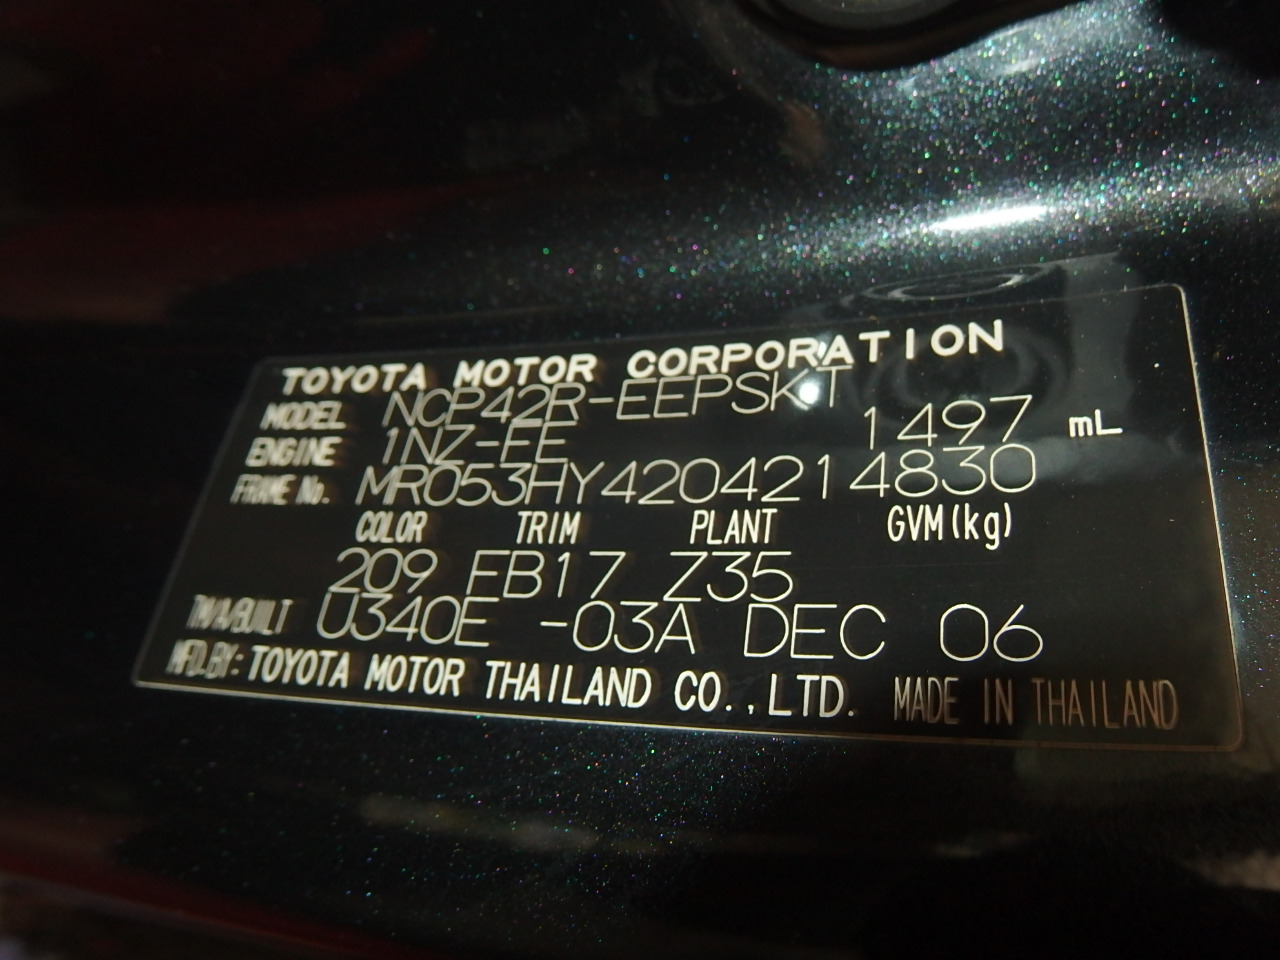 TOYOTA MOTOR CORPORATION
MODEL NCP42R-EEPSKT
ENGINE 1NZ-FE 1497 mL
FRAME No. MR053HY4204214830
COLOR TRIM PLANT GVM(kg)
209 FB17 Z35
TM/A/BUILT U340E -03A DEC 06
MFD.BY: TOYOTA MOTOR THAILAND CO.,LTD. MADE IN THAILAND